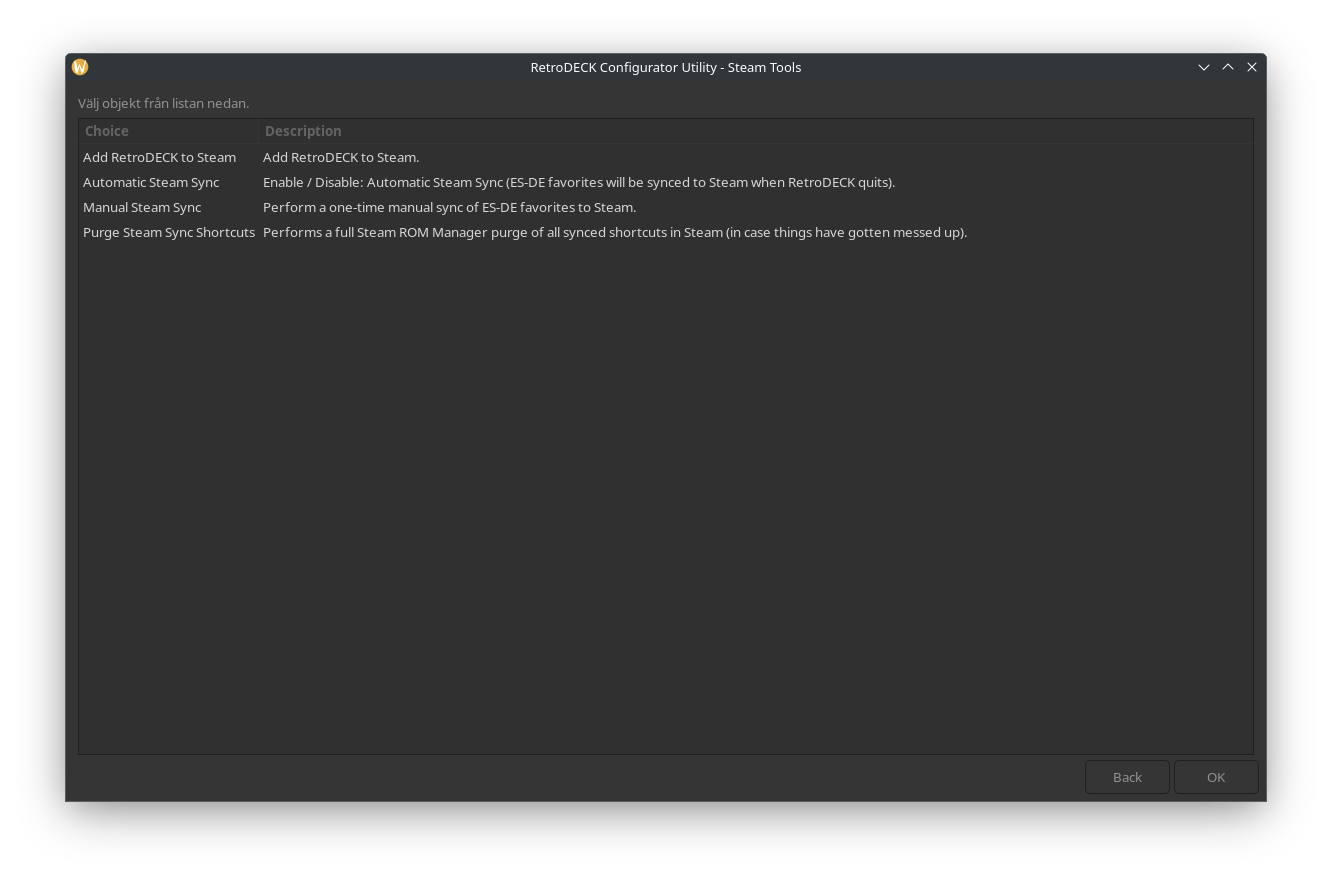 RetroDECK Configurator Utility - Steam Tools
Välj objekt från listan nedan.
Choice Description
Add RetroDECK to Steam Add RetroDECK to Steam.
Automatic Steam Sync Enable / Disable: Automatic Steam Sync (ES-DE favorites will be synced to Steam when RetroDECK quits).
Manual Steam Sync Perform a one-time manual sync of ES-DE favorites to Steam.
Purge Steam Sync Shortcuts Performs a full Steam ROM Manager purge of all synced shortcuts in Steam (in case things have gotten messed up).
Back OK